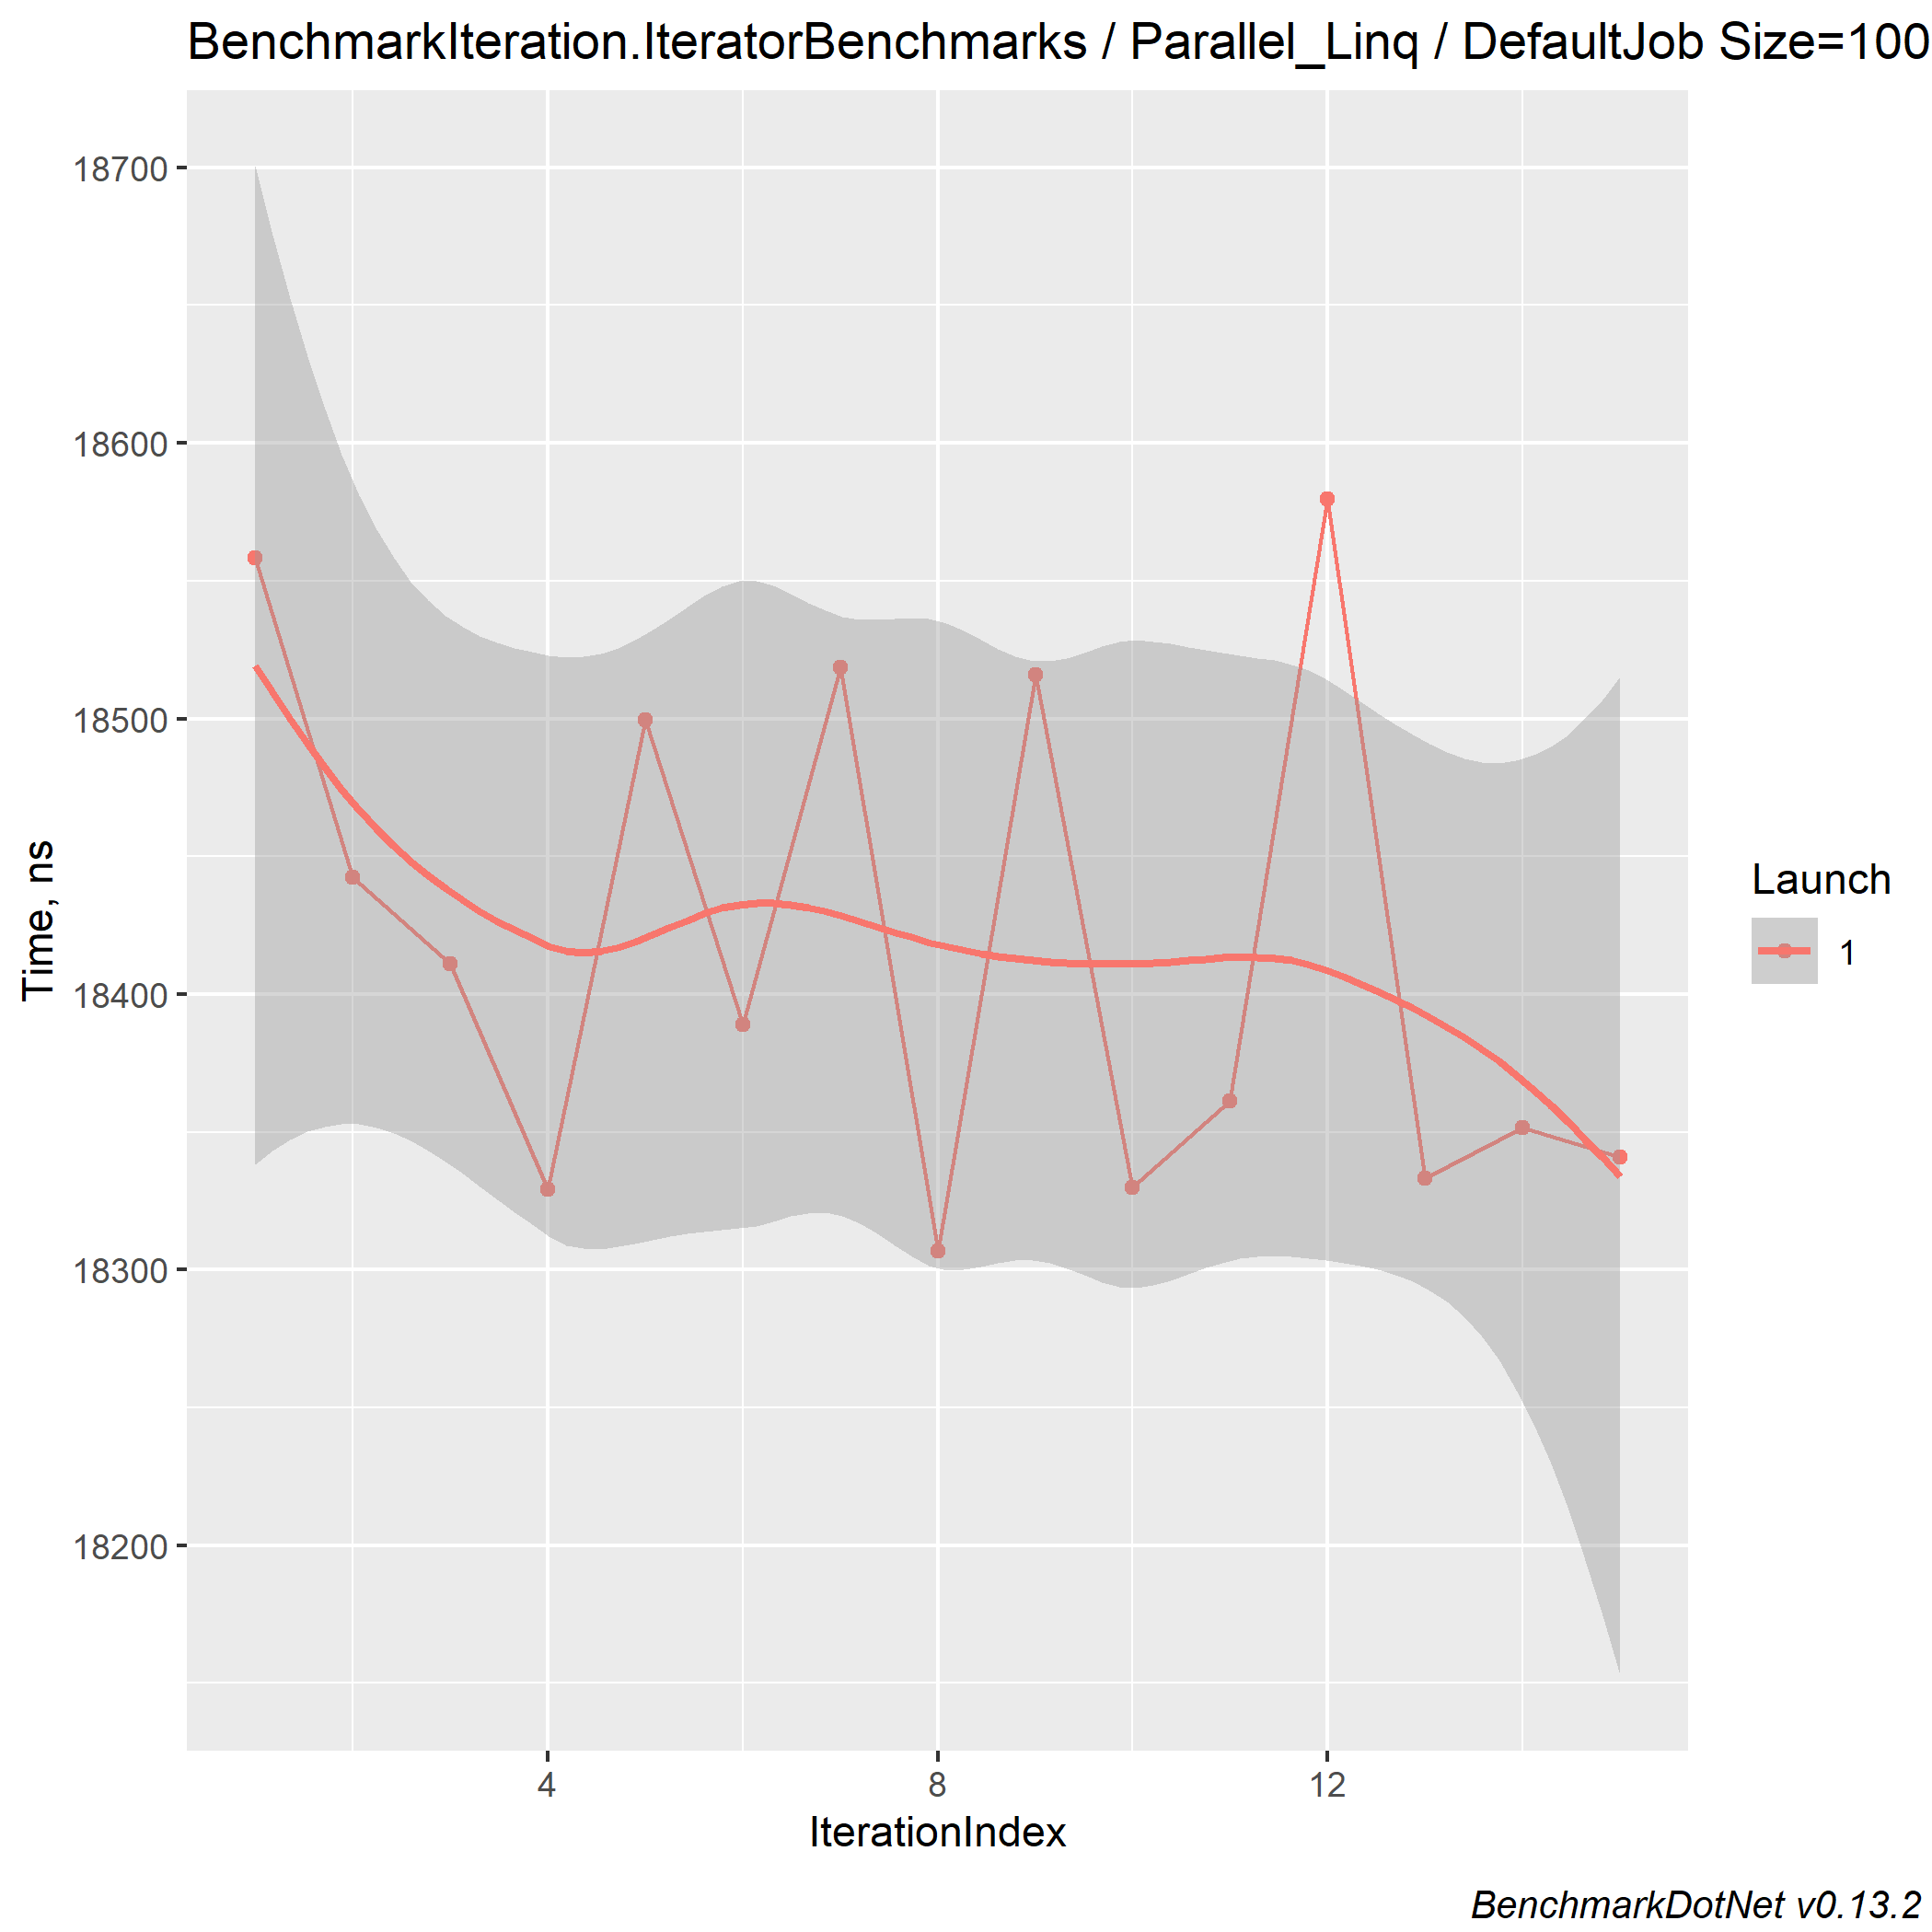 BenchmarkIteration.IteratorBenchmarks / Parallel_Linq / DefaultJob Size=100
18700
18600
18500
18400
18300
18200
Time, ns
4 8 12
IterationIndex
Launch
1
BenchmarkDotNet v0.13.2